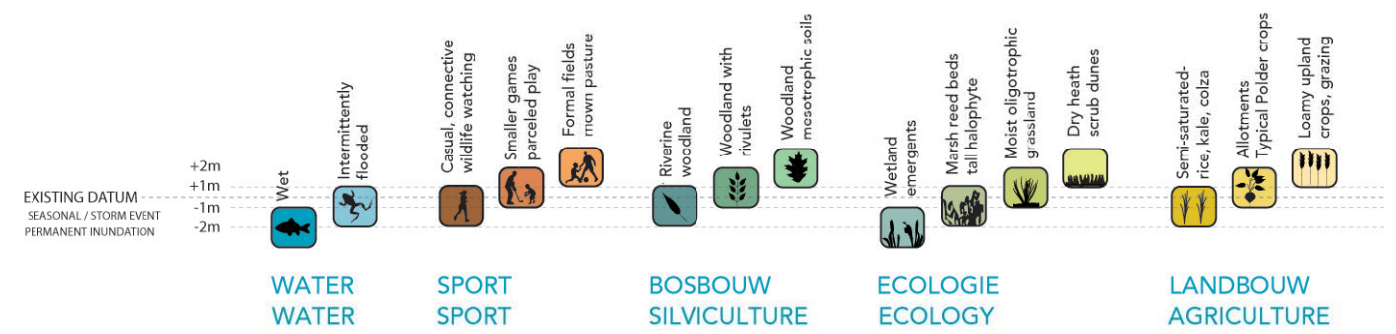 +2m
+1m
EXISTING DATUM
-1m
SEASONAL / STORM EVENT
-2m
PERMANENT INUNDATION
Wet
Intermittently
flooded
Casual, connective
wildlife watching
Smaller games
parceled play
Formal fields
mown pasture
Riverine
woodland
Woodland with
rivulets
Woodland
mesotrophic soils
Wetland
emergents
Marsh reed beds
tall halophyte
Moist oligotrophic
grassland
Dry heath
scrub dunes
Semi-saturated-
rice, kale, colza
Allotments
Typical Polder crops
Loamy upland
crops, grazing
WATER
WATER
SPORT
SPORT
BOSBOUW
SILVICULTURE
ECOLOGIE
ECOLOGY
LANDBOUW
AGRICULTURE